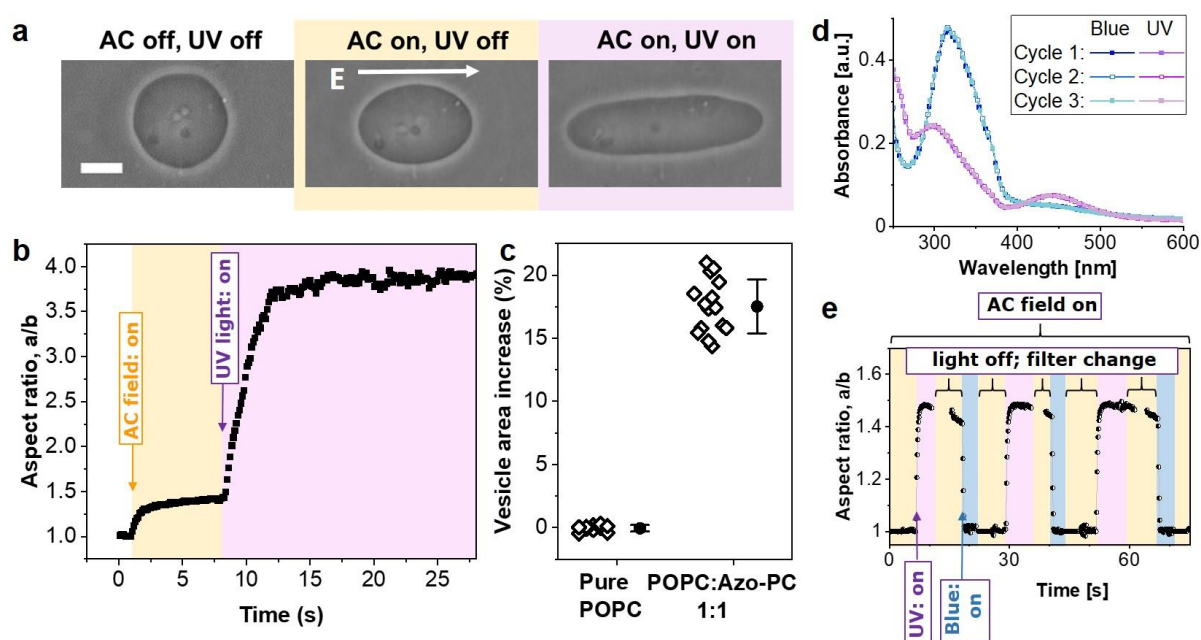 a
AC off, UV off
AC on, UV off
AC on, UV on
E
b
Aspect ratio, a/b
4.0
3.5
3.0
2.5
2.0
1.5
1.0
AC field: on
UV light: on
0 5 10 15 20 25
Time (s)
c
Vesicle area increase (%)
20
15
10
5
0
Pure
POPC
POPC:Azo-PC
1:1
d
Absorbance [a.u.]
0.4
0.2
0
Blue UV
Cycle 1:
Cycle 2:
Cycle 3:
300 400 500 600
Wavelength [nm]
e
AC field on
light off; filter change
Aspect ratio, a/b
1.6
1.4
1.2
1
0 30 60
Time [s]
UV: on
Blue:
on